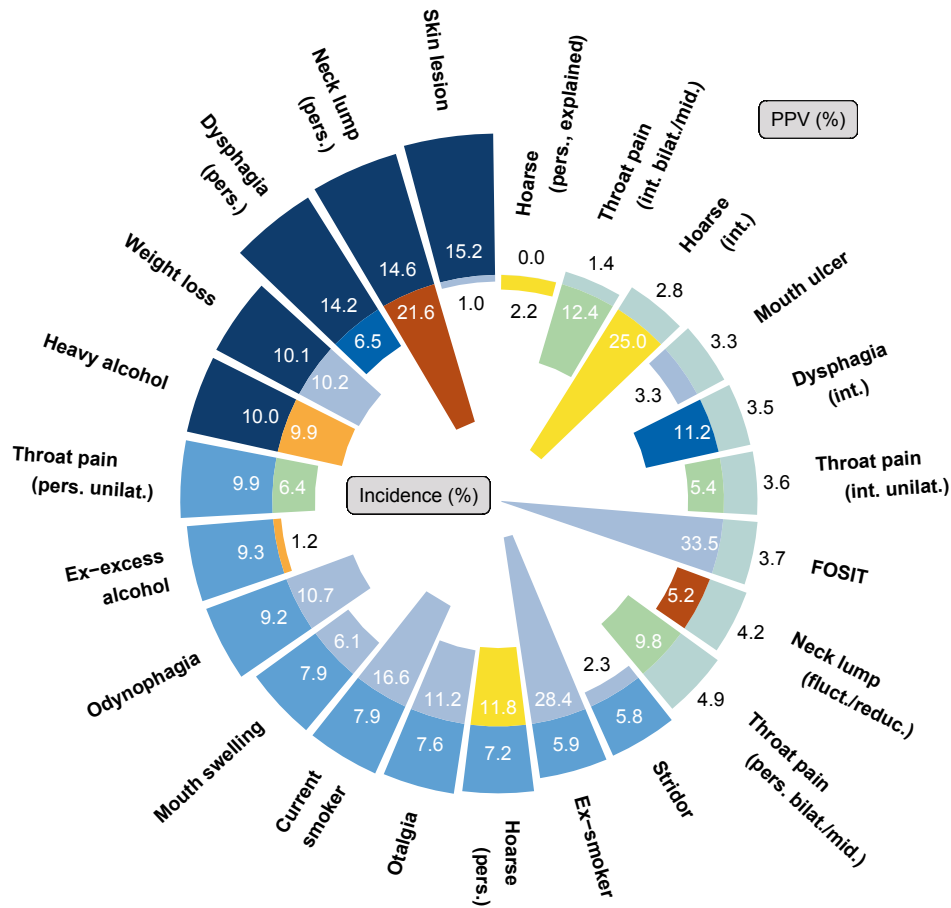 PPV (%)
Incidence (%)
Hoarse
(pers., explained)
0.0
2.2
Throat pain
(int. bilat./mid.)
1.4
12.4
Hoarse
(int.)
2.8
25.0
Mouth ulcer
3.3
3.3
Dysphagia
(int.)
3.5
11.2
Throat pain
(int. unilat.)
3.6
5.4
FOSIT
3.7
33.5
Neck lump
(fluct./reduc.)
4.2
5.2
Throat pain
(pers. bilat./mid.)
4.9
9.8
Stridor
5.8
2.3
Ex−smoker
5.9
28.4
Hoarse
(pers.)
7.2
11.8
Otalgia
7.6
11.2
Current
smoker
7.9
16.6
Mouth swelling
7.9
6.1
Odynophagia
9.2
10.7
Ex−excess
alcohol
9.3
1.2
Throat pain
(pers. unilat.)
9.9
6.4
Heavy alcohol
10.0
9.9
Weight loss
10.1
10.2
Dysphagia
(pers.)
14.2
6.5
Neck lump
(pers.)
14.6
21.6
Skin lesion
15.2
1.0